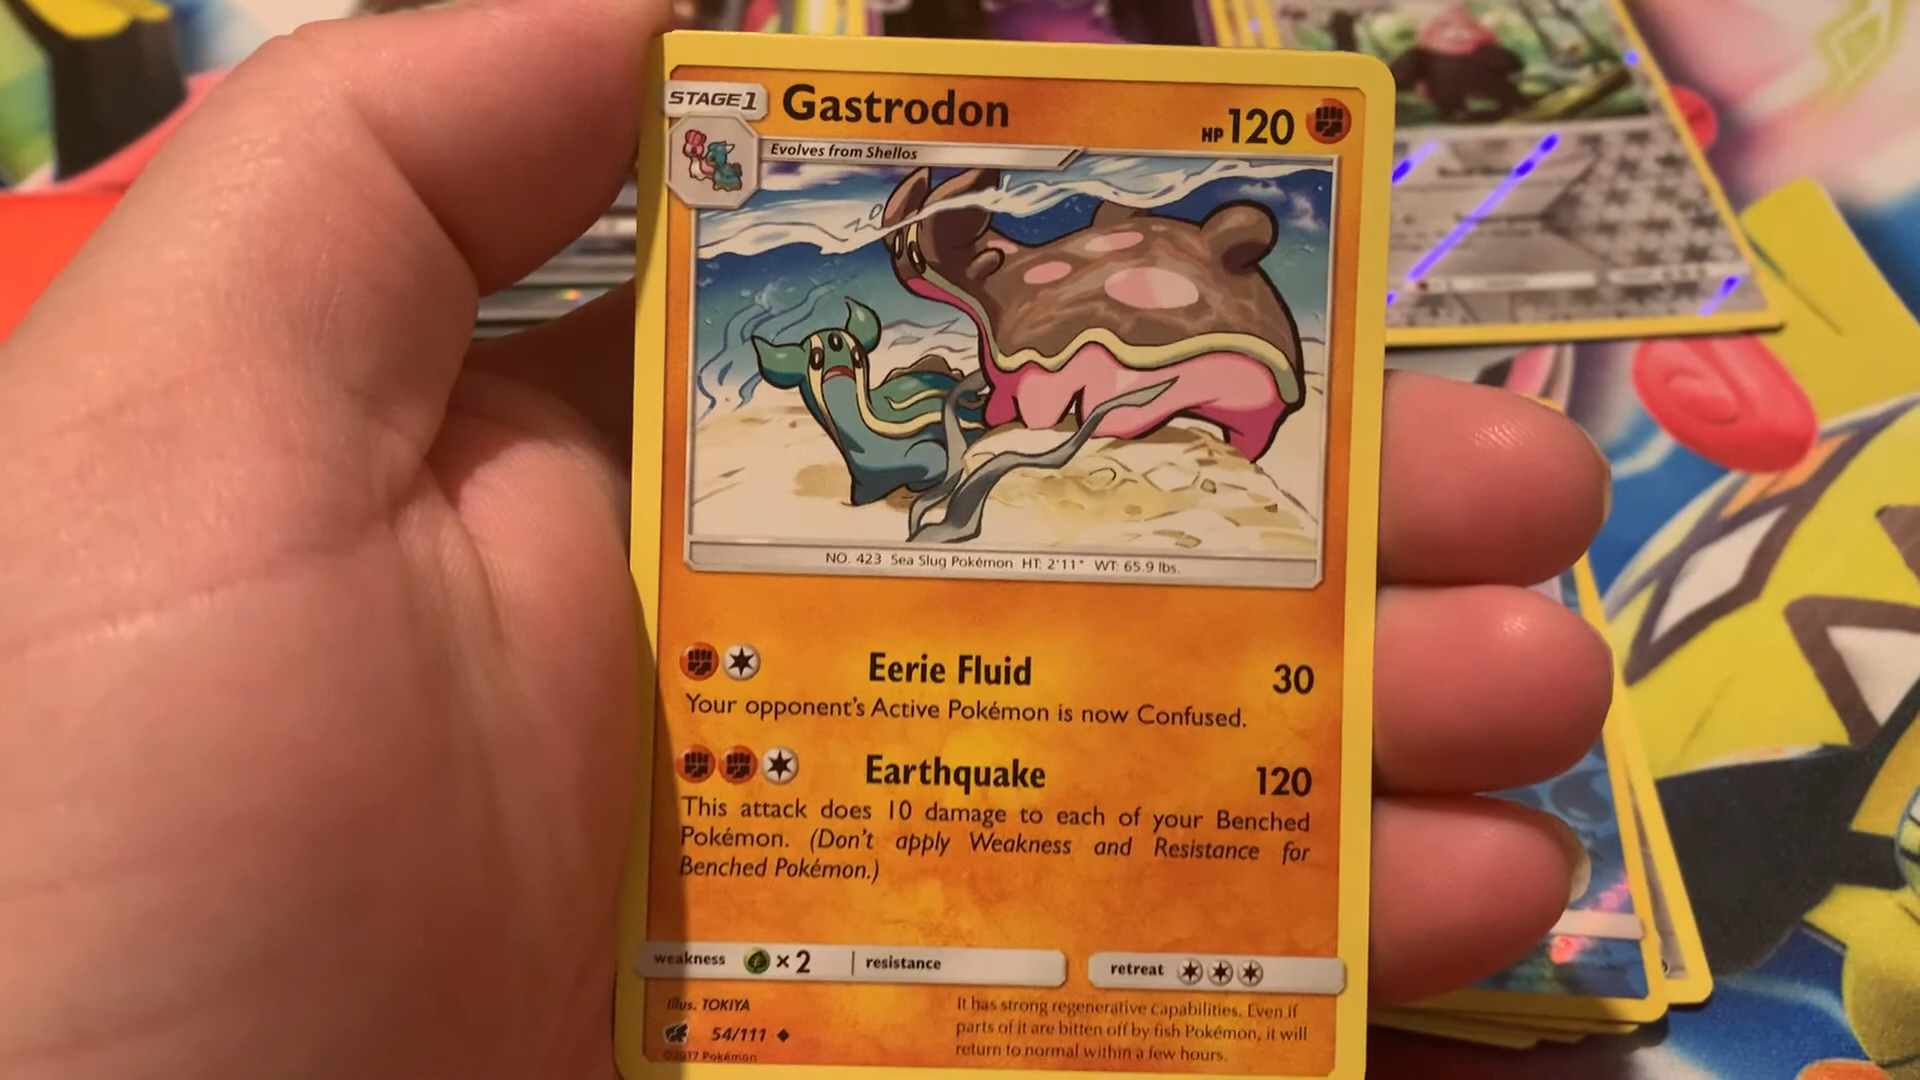 STAGE1 Gastrodon HP 120
Evolves from Shellos
NO. 423 Sea Slug Pokémon HT: 2'11" WT: 65.9 lbs.
Eerie Fluid 30
Your opponent's Active Pokémon is now Confused.
Earthquake 120
This attack does 10 damage to each of your Benched
Pokémon. (Don't apply Weakness and Resistance for
Benched Pokémon.)
weakness ×2 resistance retreat
Illus. TOKIYA
54/111
©2017 Pokémon
It has strong regenerative capabilities. Even if
parts of it are bitten off by fish Pokémon, it will
return to normal within a few hours.